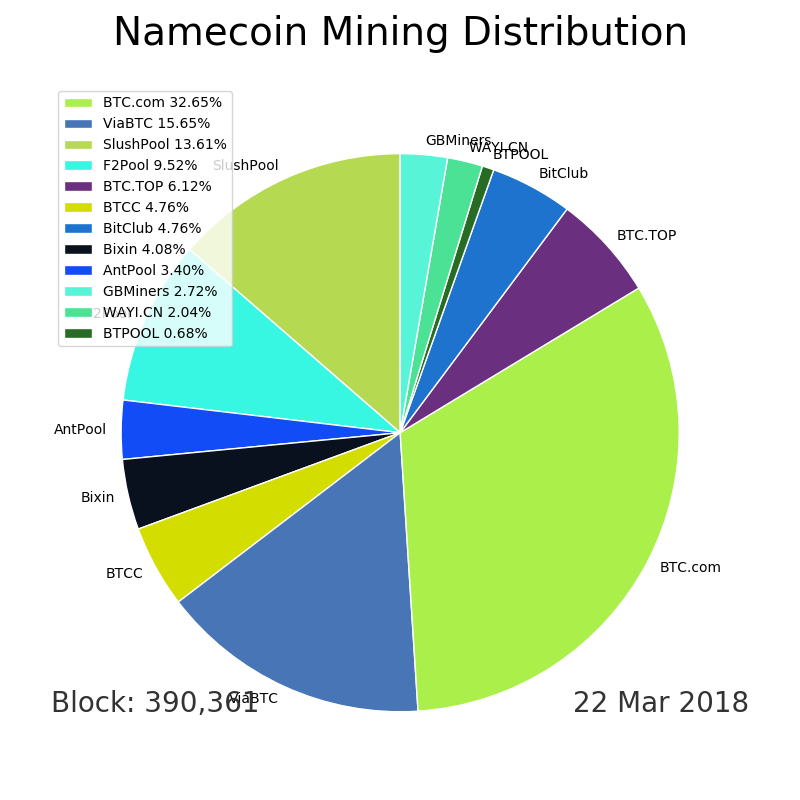 Namecoin Mining Distribution
BTC.com 32.65%
ViaBTC 15.65%
SlushPool 13.61%
F2Pool 9.52%
BTC.TOP 6.12%
BTCC 4.76%
BitClub 4.76%
Bixin 4.08%
AntPool 3.40%
GBMiners 2.72%
WAYI.CN 2.04%
BTPOOL 0.68%
GBMiners
WAYI.CN
BTPOOL
BitClub
SlushPool
BTC.TOP
AntPool
Bixin
BTCC
BTC.com
ViaBTC
Block: 390,361
22 Mar 2018